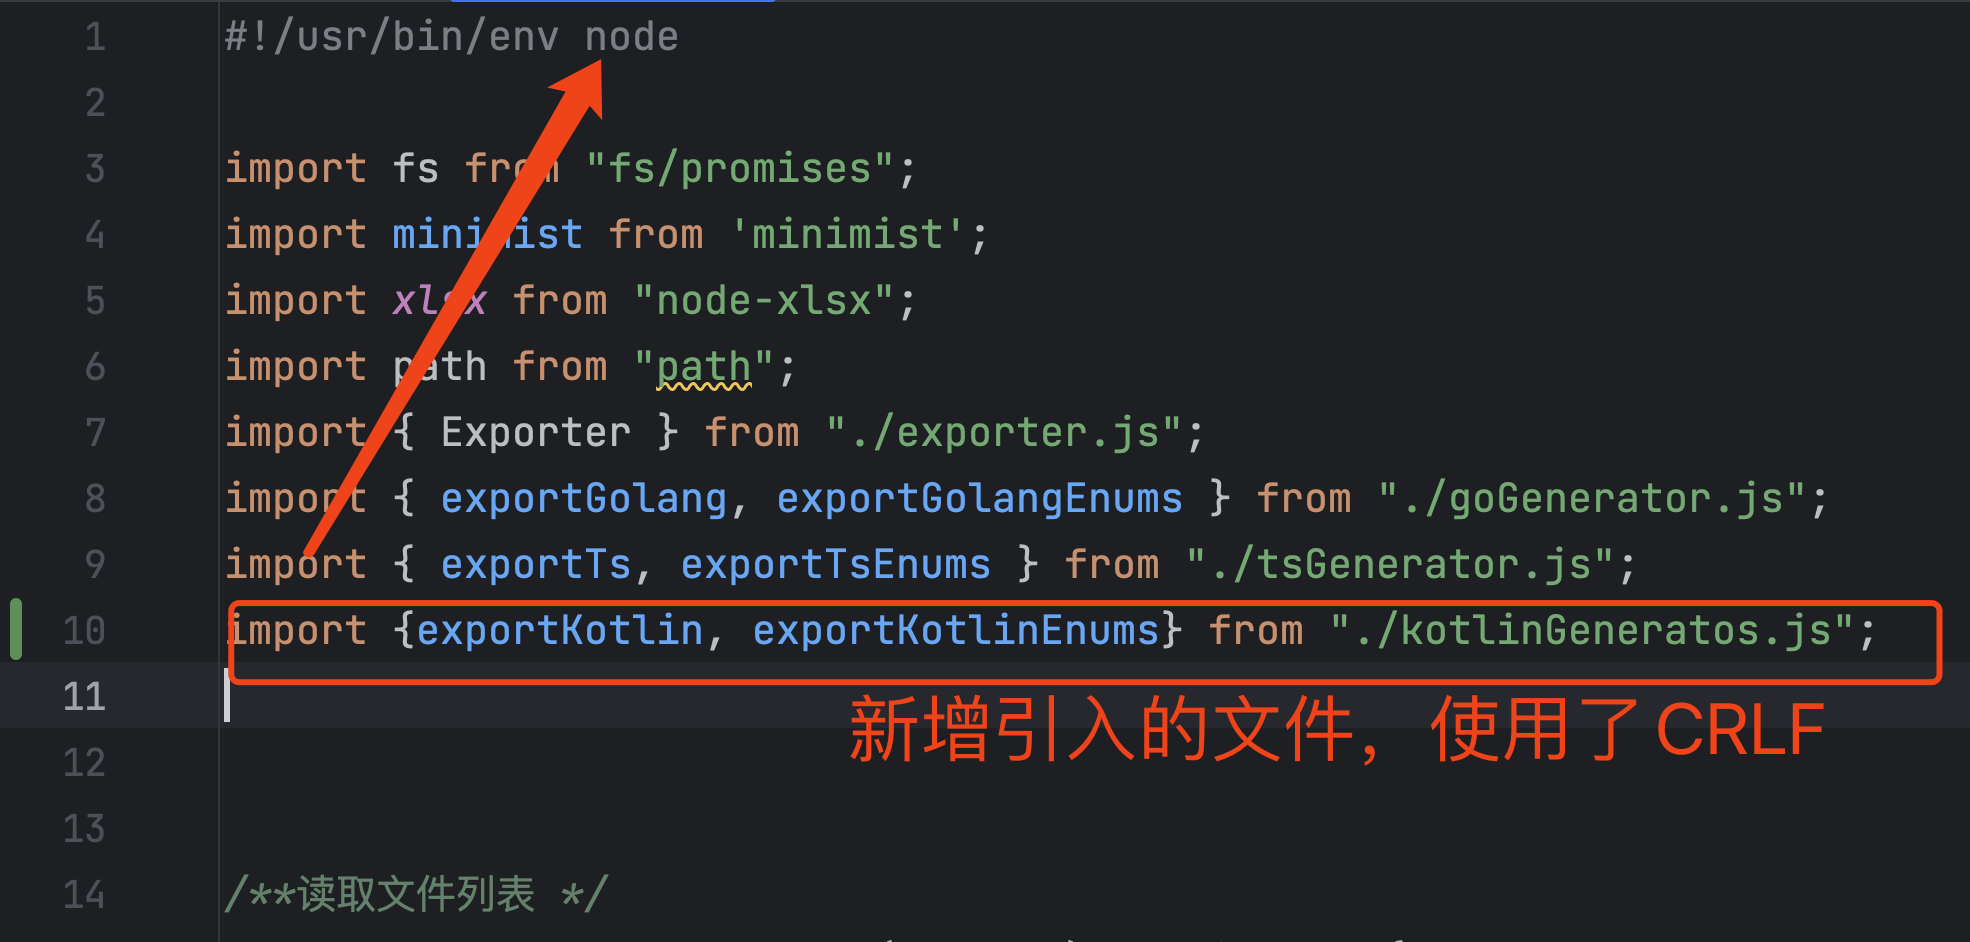 1 #!/usr/bin/env node
2
3 import fs from "fs/promises";
4 import minimist from 'minimist';
5 import xlsx from "node-xlsx";
6 import path from "path";
7 import { Exporter } from "./exporter.js";
8 import { exportGolang, exportGolangEnums } from "./goGenerator.js";
9 import { exportTs, exportTsEnums } from "./tsGenerator.js";
10 import {exportKotlin, exportKotlinEnums} from "./kotlinGeneratos.js";
11
新增引入的文件，使用了CRLF
12
13
14 /**读取文件列表 */